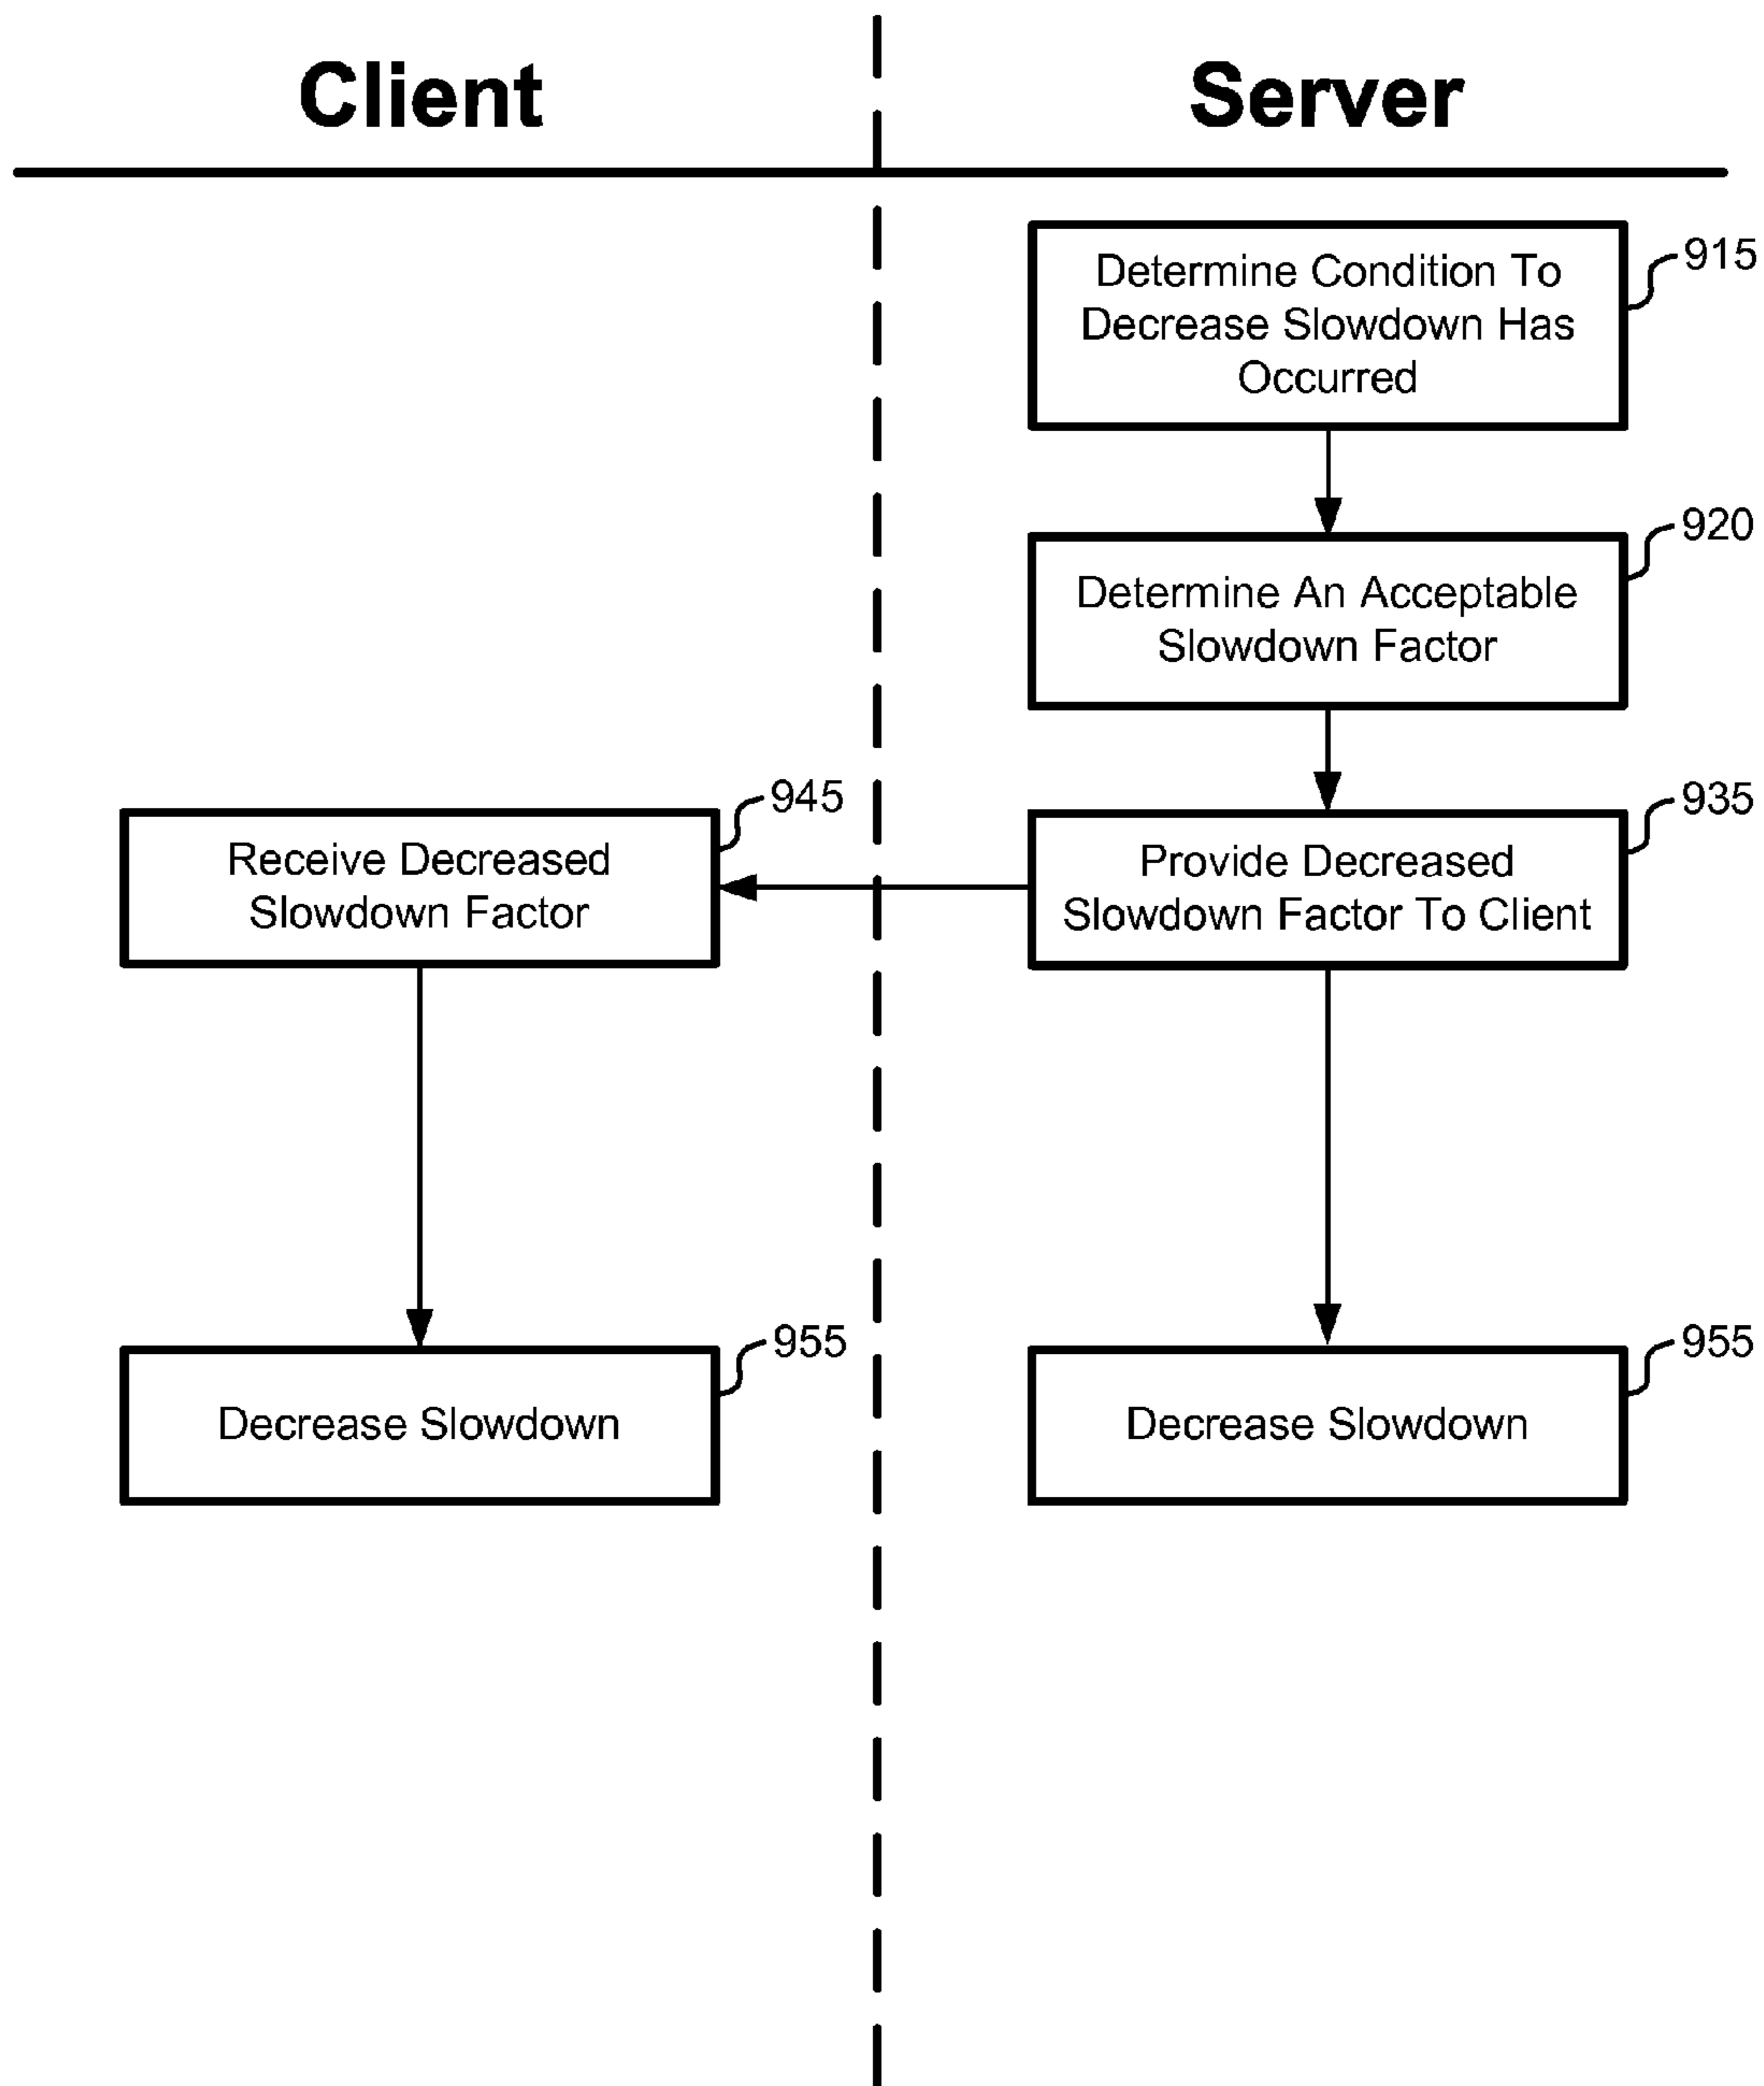 Client
Server
Determine Condition To
Decrease Slowdown Has
Occurred
915
Determine An Acceptable
Slowdown Factor
920
Receive Decreased
Slowdown Factor
945
Provide Decreased
Slowdown Factor To Client
935
Decrease Slowdown
955
Decrease Slowdown
955